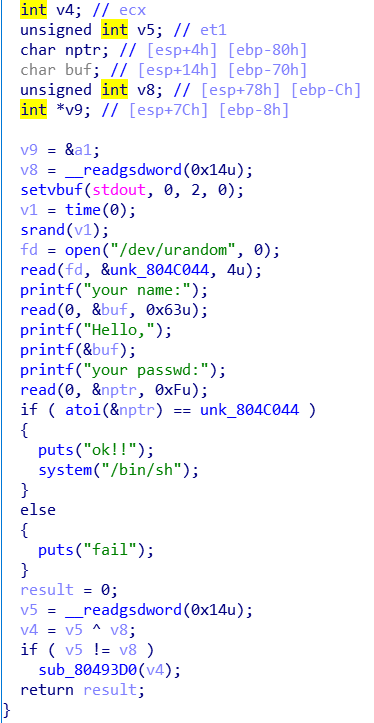 int v4; // ecx
unsigned int v5; // et1
char nptr; // [esp+4h] [ebp-80h]
char buf; // [esp+14h] [ebp-70h]
unsigned int v8; // [esp+78h] [ebp-Ch]
int *v9; // [esp+7Ch] [ebp-8h]
v9 = &a1;
v8 = __readgsdword(0x14u);
setvbuf(stdout, 0, 2, 0);
v1 = time(0);
srand(v1);
fd = open("/dev/urandom", 0);
read(fd, &unk_804C044, 4u);
printf("your name:");
read(0, &buf, 0x63u);
printf("Hello,");
printf(&buf);
printf("your passwd:");
read(0, &nptr, 0xFu);
if ( atoi(&nptr) == unk_804C044 )
{
puts("ok!!");
system("/bin/sh");
}
else
{
puts("fail");
}
result = 0;
v5 = __readgsdword(0x14u);
v4 = v5 ^ v8;
if ( v5 != v8 )
sub_80493D0(v4);
return result;
}